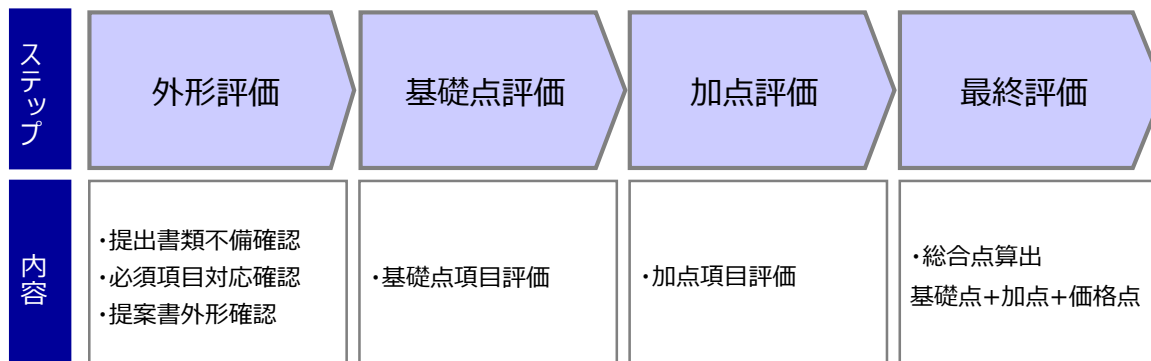 ステップ
外形評価
基礎点評価
加点評価
最終評価
内容
・提出書類不備確認
・必須項目対応確認
・提案書外形確認
・基礎点項目評価
・加点項目評価
・総合点算出
基礎点+加点+価格点